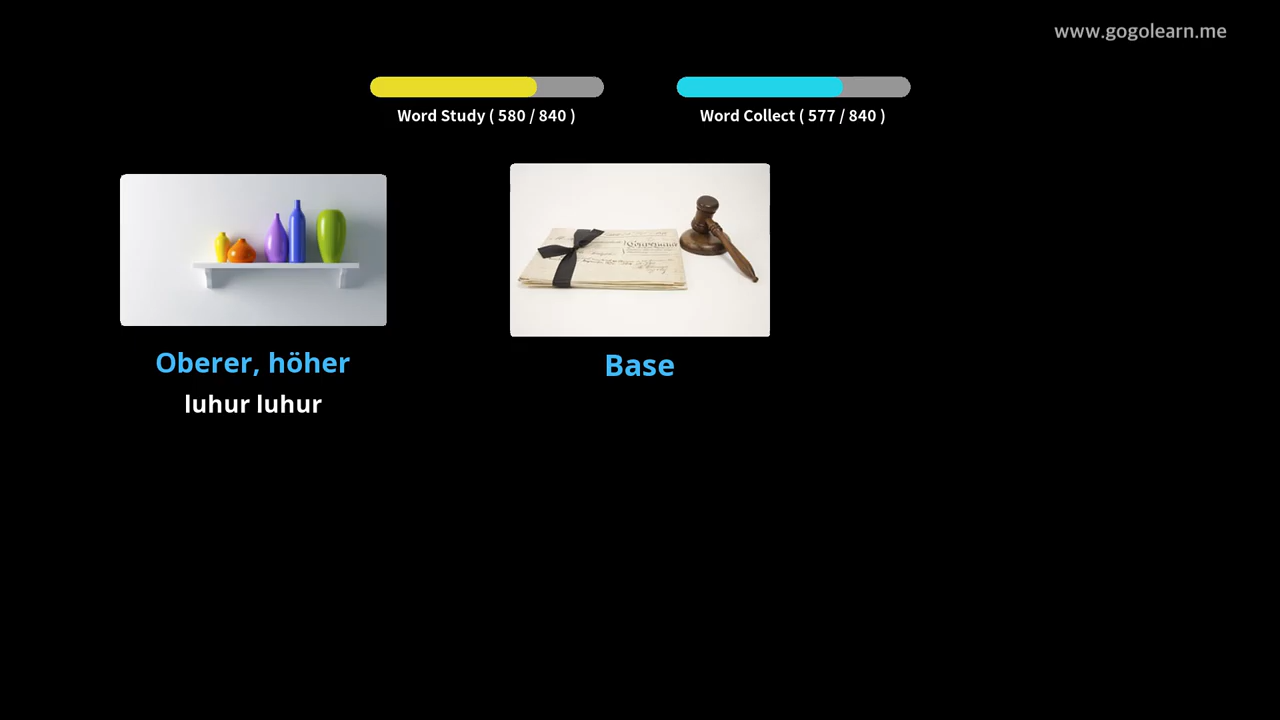 www.gogolearn.me
Word Study ( 580 / 840 )
Word Collect ( 577 / 840 )
Oberer, höher
luhur luhur
Base